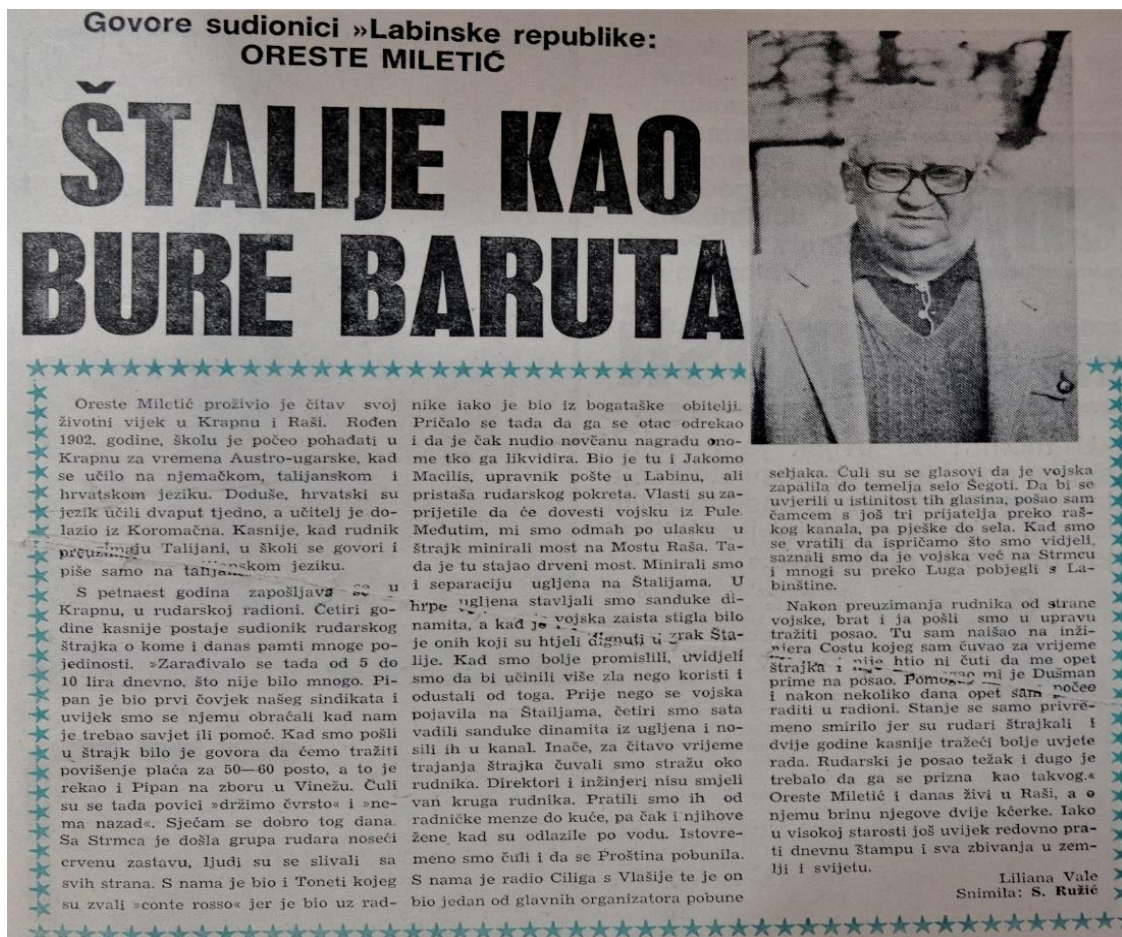 Govore sudionici »Labinske republike:
ORESTE MILETIĆ
ŠTALIJE KAO
BURE BARUTA
Oreste Miletić proživio je čitav svoj
životni vijek u Krapnu i Raši. Rođen
1902. godine, školu je počeo pohađati u
Krapnu za vremena Austro-ugarske, kad
se učilo na njemačkom, talijanskom i
hrvatskom jeziku. Doduše, hrvatski su
jezik učili dvaput tjedno, a učitelj je do-
lazio iz Koromačna. Kasnije, kad rudnik
preuzimaju Talijani, u školi se govori i
piše samo na talijanskom jeziku.
S petnaest godina zapošljava se u
Krapnu, u rudarskoj radioni. Četiri go-
dine kasnije postaje sudionik rudarskog
štrajka o kome i danas pamti mnoge po-
jedinosti. »Zarađivalo se tada od 5 do
10 lira dnevno, što nije bilo mnogo. Pi-
pan je bio prvi čovjek našeg sindikata i
uvijek smo se njemu obraćali kad nam
je trebao savjet ili pomoć. Kad smo pošli
u štrajk bilo je govora da ćemo tražiti
povišenje plaća za 50—60 posto, a to je
rekao i Pipan na zboru u Vinežu. Čuli
su se tada povici »držimo čvrsto« i »ne-
ma nazad«. Sjećam se dobro tog dana.
Sa Strmca je došla grupa rudara noseći
crvenu zastavu, ljudi su se slivali sa
svih strana. S nama je bio i Toneti kojeg
su zvali »conte rosso« jer je bio uz rad-
nike iako je bio iz bogataške obitelji.
Pričalo se tada da ga se otac odrekao
i da je čak nudio novčanu nagradu ono-
me tko ga likvidira. Bio je tu i Jakomo
Macilis, upravnik pošte u Labinu, ali
pristaša rudarskog pokreta. Vlasti su za-
prijetile da će dovesti vojsku iz Pule.
Međutim, mi smo odmah po ulasku u
štrajk minirali most na Mostu Raša. Ta-
da je tu stajao drveni most. Minirali smo
i separaciju ugljena na Štalijama. U
hrpe ugljena stavljali smo sanduke di-
namita, a kad je vojska zaista stigla bilo
je onih koji su htjeli dignuti u zrak Šta-
lije. Kad smo bolje promislili, uvidjeli
smo da bi učinili više zla nego koristi i
odustali od toga. Prije nego se vojska
pojavila na Štailjama, četiri smo sata
vadili sanduke dinamita iz ugljena i no-
sili ih u kanal. Inače, za čitavo vrijeme
trajanja štrajka čuvali smo stražu oko
rudnika. Direktori i inžinjeri nisu smjeli
van kruga rudnika. Pratili smo ih od
radničke menze do kuće, pa čak i njihove
žene kad su odlazile po vodu. Istovre-
meno smo čuli i da se Proština pobunila.
S nama je radio Ciliga s Vlašije te je on
bio jedan od glavnih organizatora pobune
seljaka. Čuli su se glasovi da je vojska
zapalila do temelja selo Šegoti. Da bi se
uvjerili u istinitost tih glasina, pošao sam
čamcem s još tri prijatelja preko raš-
kog kanala, pa pješke do sela. Kad smo
se vratili da ispričamo što smo vidjeli,
saznali smo da je vojska već na Strmcu
i mnogi su preko Luga pobjegli s La-
binštine.
Nakon preuzimanja rudnika od strane
vojske, brat i ja pošli smo u upravu
tražiti posao. Tu sam naišao na inži-
njera Costu kojeg sam čuvao za vrijeme
štrajka i nije htio ni čuti da me opet
prime na posao. Pomogao mi je Dušman
i nakon nekoliko dana opet sam počeo
raditi u radioni. Stanje se samo privre-
meno smirilo jer su rudari štrajkali i
dvije godine kasnije tražeći bolje uvjete
rada. Rudarski je posao težak i dugo je
trebalo da ga se prizna kao takvog.«
Oreste Miletić i danas živi u Raši, a o
njemu brinu njegove dvije kćerke. Iako
u visokoj starosti još uvijek redovno pra-
ti dnevnu štampu i sva zbivanja u zem-
lji i svijetu.
Liliana Vale
Snimila: S. Ružić